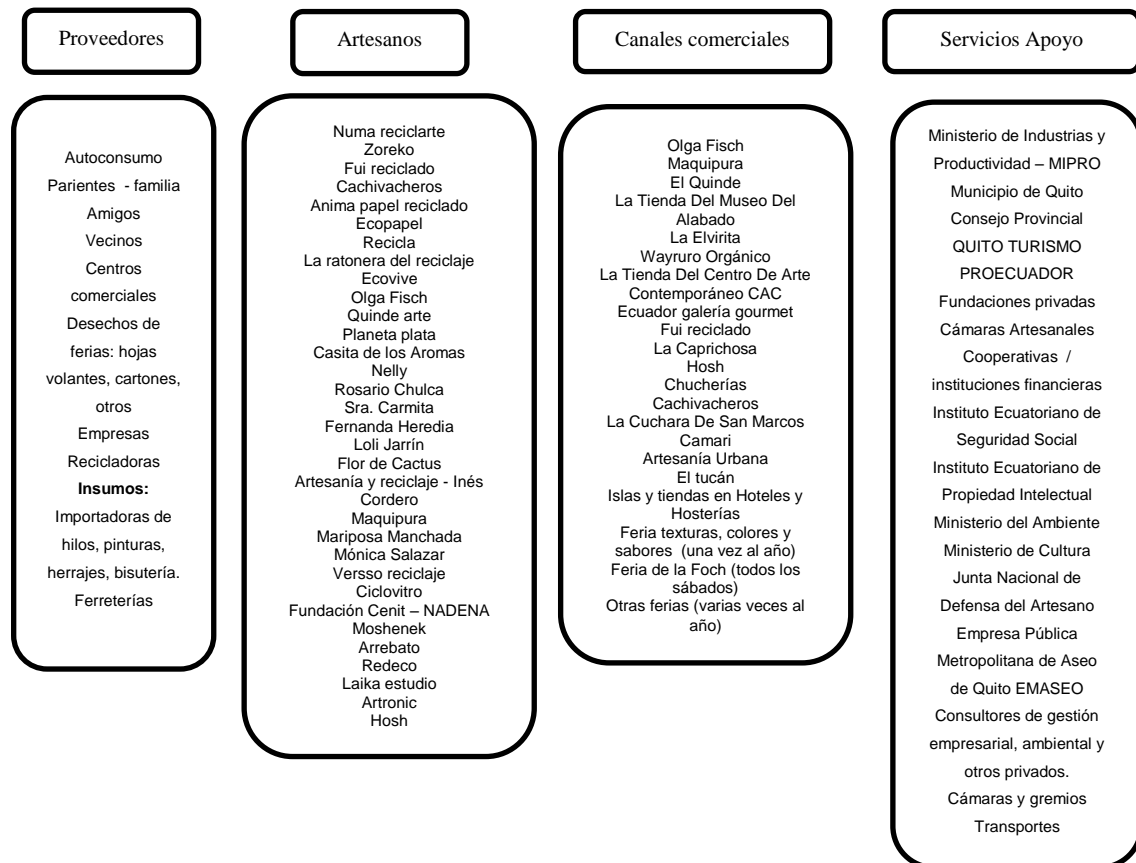 Proveedores
Autoconsumo
Parientes - familia
Amigos
Vecinos
Centros
comerciales
Desechos de
ferias: hojas
volantes, cartones,
otros
Empresas
Recicladoras
Insumos:
Importadoras de
hilos, pinturas,
herrajes, bisutería.
Ferreterías
Artesanos
Numa reciclarte
Zoreko
Fui reciclado
Cachivacheros
Anima papel reciclado
Ecopapel
Recicla
La ratonera del reciclaje
Ecovive
Olga Fisch
Quinde arte
Planeta plata
Casita de los Aromas
Nelly
Rosario Chulca
Sra. Carmita
Fernanda Heredia
Loli Jarrín
Flor de Cactus
Artesanía y reciclaje - Inés
Cordero
Maquipura
Mariposa Manchada
Mónica Salazar
Versso reciclaje
Ciclovitro
Fundación Cenit – NADENA
Moshenek
Arrebato
Redeco
Laika estudio
Artronic
Hosh
Canales comerciales
Olga Fisch
Maquipura
El Quinde
La Tienda Del Museo Del
Alabado
La Elvirita
Wayruro Orgánico
La Tienda Del Centro De Arte
Contemporáneo CAC
Ecuador galería gourmet
Fui reciclado
La Caprichosa
Hosh
Chucherías
Cachivacheros
La Cuchara De San Marcos
Camari
Artesanía Urbana
El tucán
Islas y tiendas en Hoteles y
Hosterías
Feria texturas, colores y
sabores (una vez al año)
Feria de la Foch (todos los
sábados)
Otras ferias (varias veces al
año)
Servicios Apoyo
Ministerio de Industrias y
Productividad – MIPRO
Municipio de Quito
Consejo Provincial
QUITO TURISMO
PROECUADOR
Fundaciones privadas
Cámaras Artesanales
Cooperativas /
instituciones financieras
Instituto Ecuatoriano de
Seguridad Social
Instituto Ecuatoriano de
Propiedad Intelectual
Ministerio del Ambiente
Ministerio de Cultura
Junta Nacional de
Defensa del Artesano
Empresa Pública
Metropolitana de Aseo
de Quito EMASEO
Consultores de gestión
empresarial, ambiental y
otros privados.
Cámaras y gremios
Transportes